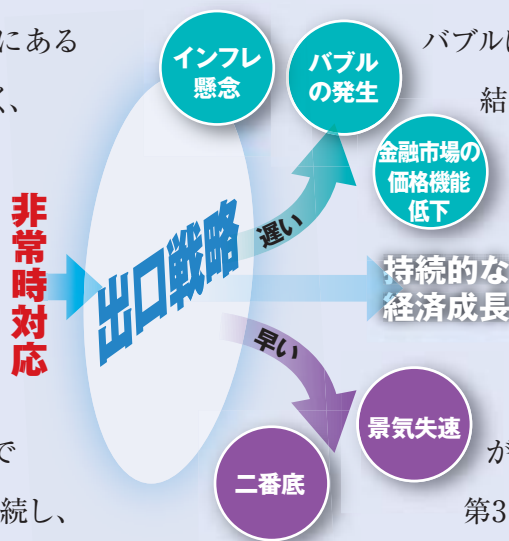 にある
く、
インフレ
懸念
バブル
の発生
バブルに
結
金融市場の
価格機能
低下
非常時対応
出口戦略
遅い
持続的な
経済成長
早い
景気失速
二番底
で
続し、
が
第3